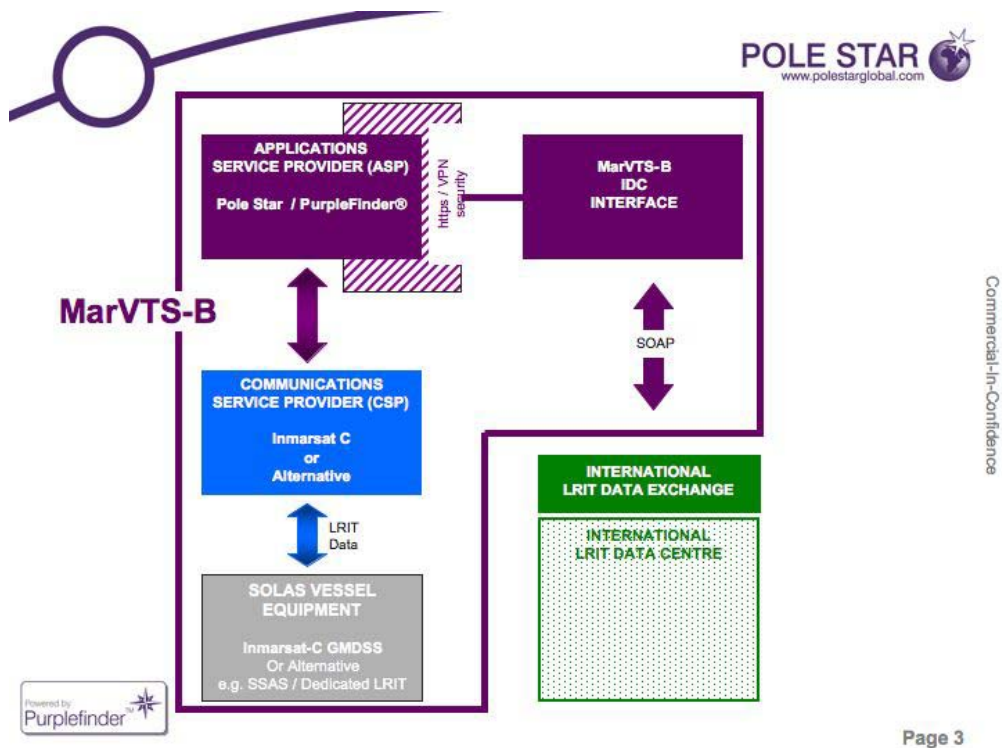 POLE STAR
www.polestarglobal.com
APPLICATIONS
SERVICE PROVIDER (ASP)
Pole Star / PurpleFinder®
https / VPN
security
MarVTS-B
IDC
INTERFACE
MarVTS-B
SOAP
COMMUNICATIONS
SERVICE PROVIDER (CSP)
Inmarsat C
or
Alternative
LRIT
Data
INTERNATIONAL
LRIT DATA EXCHANGE
INTERNATIONAL
LRIT DATA CENTRE
SOLAS VESSEL
EQUIPMENT
Inmarsat-C GMDSS
Or Alternative
e.g. SSAS / Dedicated LRIT
Commercial-In-Confidence
Powered by
Purplefinder™
Page 3